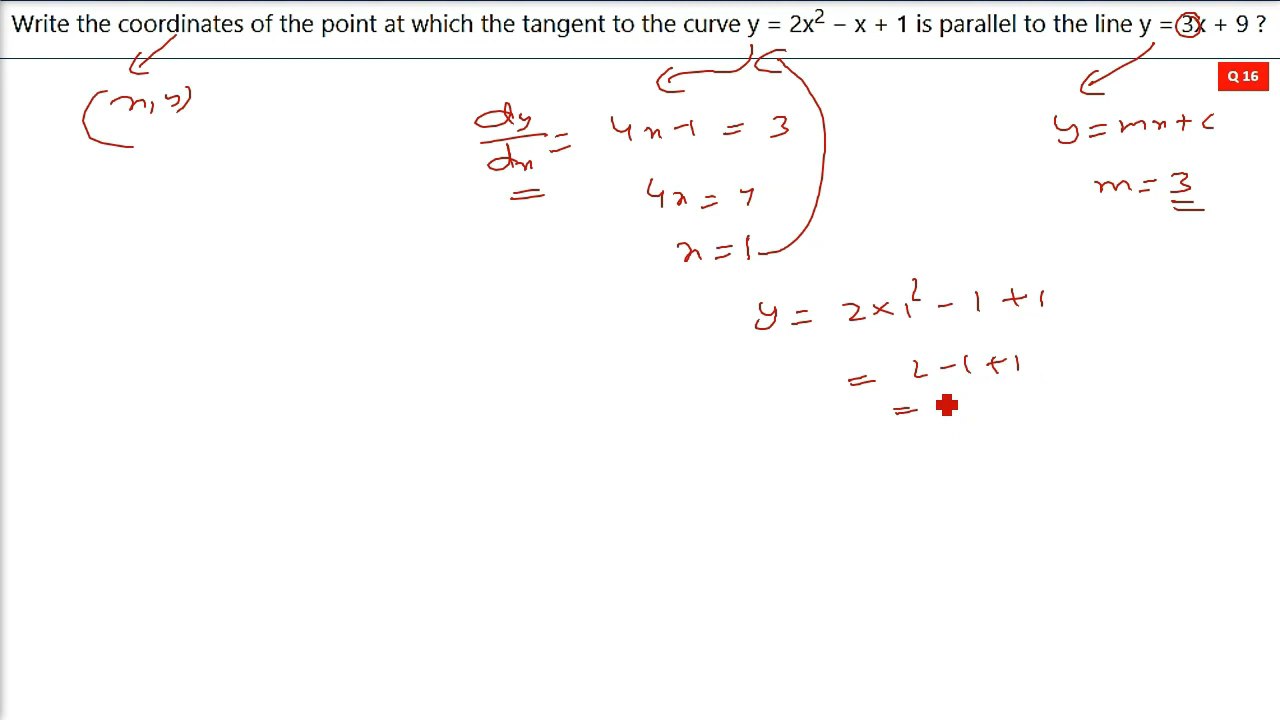 Write the coordinates of the point at which the tangent to the curve y = 2x² − x + 1 is parallel to the line y = 3x + 9 ?
Q 16
(x, y)
dy/dx = 4x-1 = 3
y = mx + c
m = 3
4x = 4
x = 1
y = 2×1² - 1 + 1
= 2 - 1 + 1
=